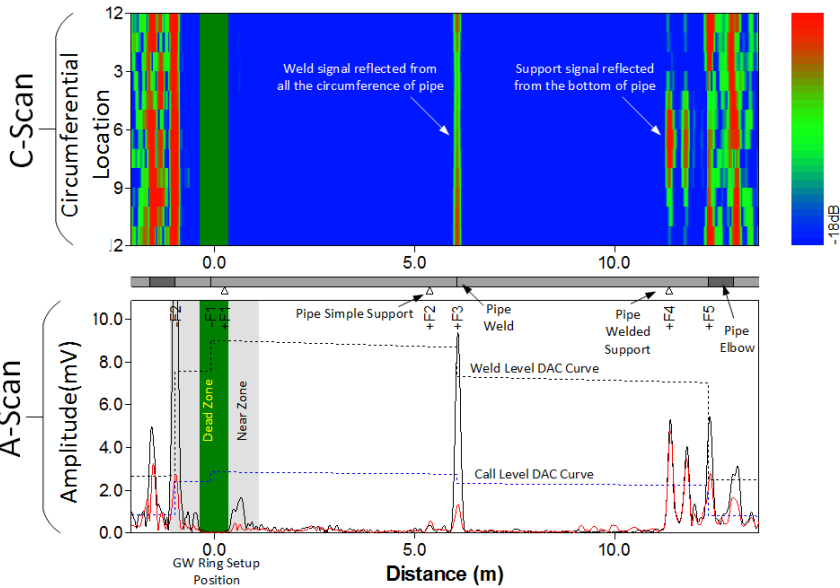 C-Scan
Circumferential
Location
12
3
6
9
12
Weld signal reflected from
all the circumference of pipe
Support signal reflected
from the bottom of pipe
-18dB
0.0
5.0
10.0
Pipe Simple Support
Pipe
Weld
Pipe
Welded
Support
Pipe
Elbow
A-Scan
Amplitude(mV)
10.0
8.0
6.0
4.0
2.0
0.0
-F2
-F1
+F1
+F2
+F3
+F4
+F5
Dead Zone
Near Zone
Weld Level DAC Curve
Call Level DAC Curve
0.0
5.0
10.0
GW Ring Setup
Position
Distance (m)